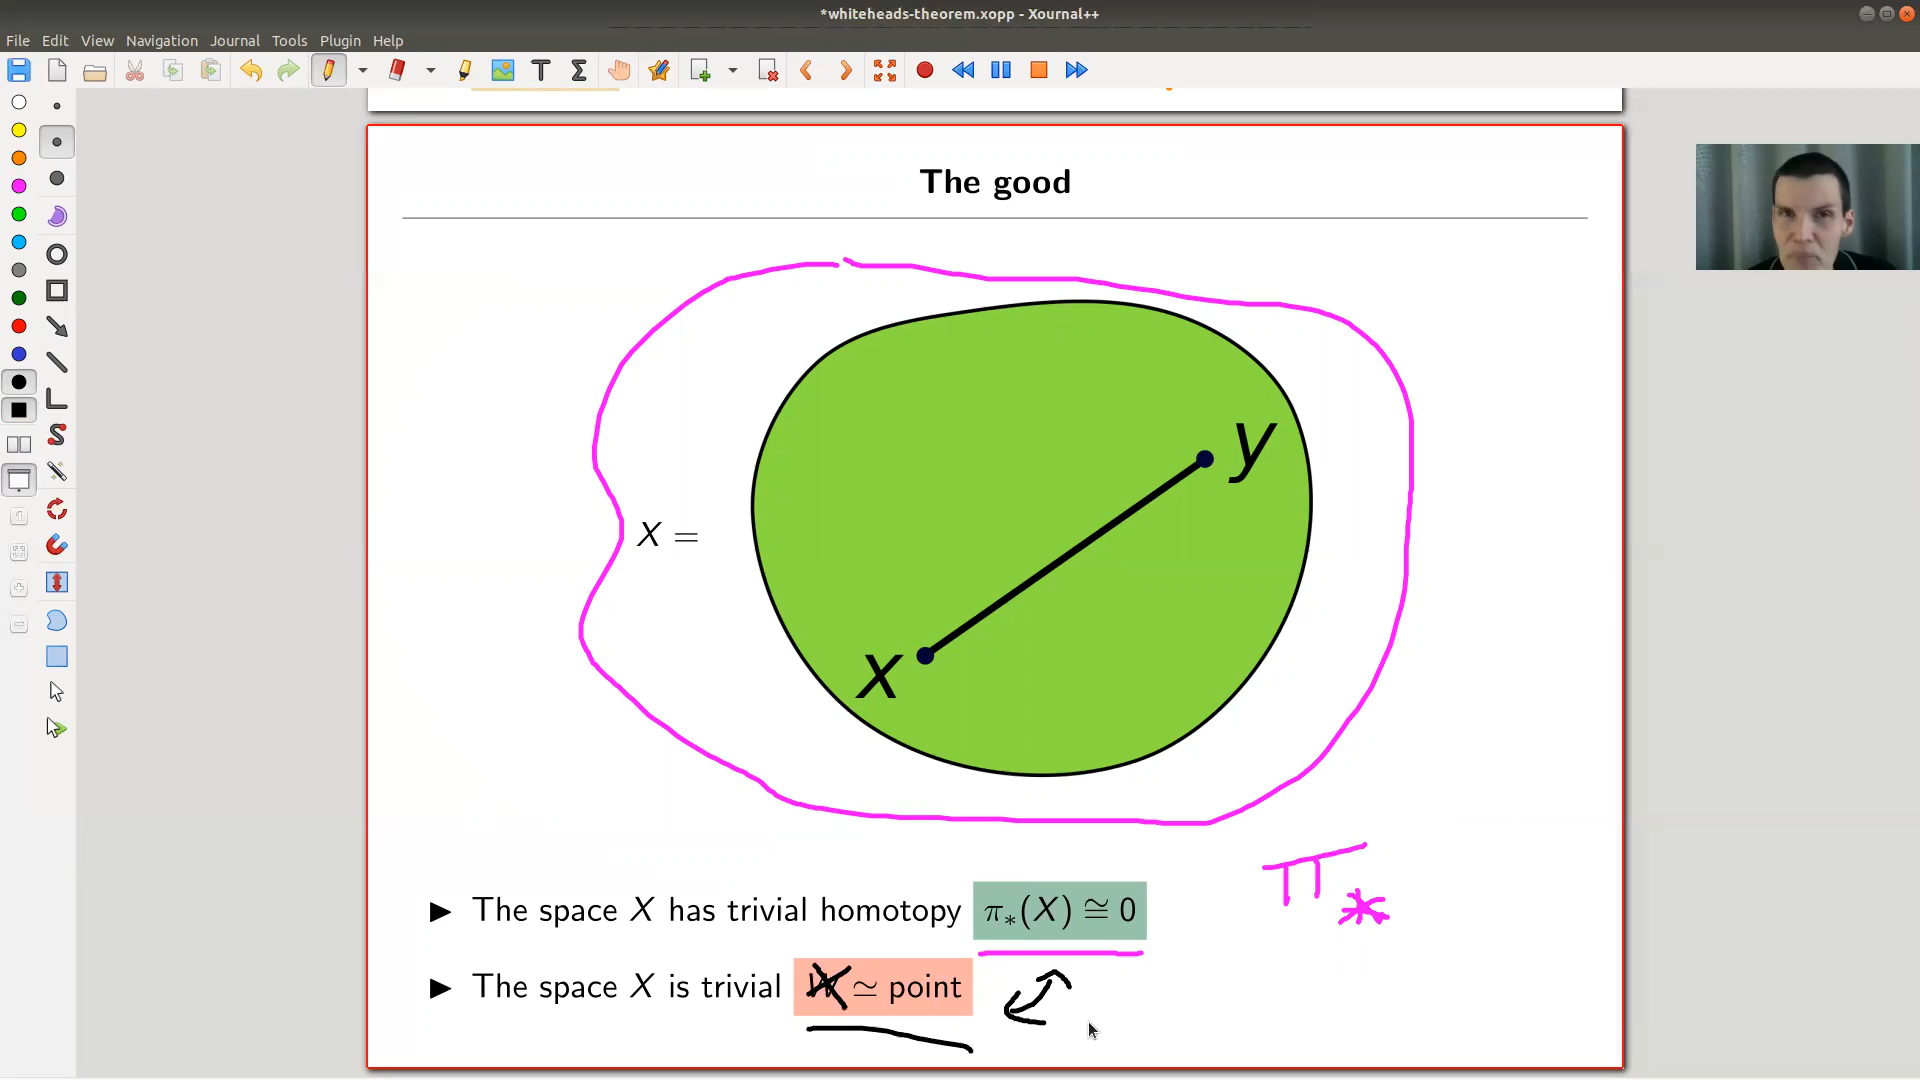 *whiteheads-theorem.xopp - Xournal++
File Edit View Navigation Journal Tools Plugin Help
The good
y
X =
x
π*
▶ The space X has trivial homotopy π∗(X) ≅ 0
▶ The space X is trivial X ≃ point